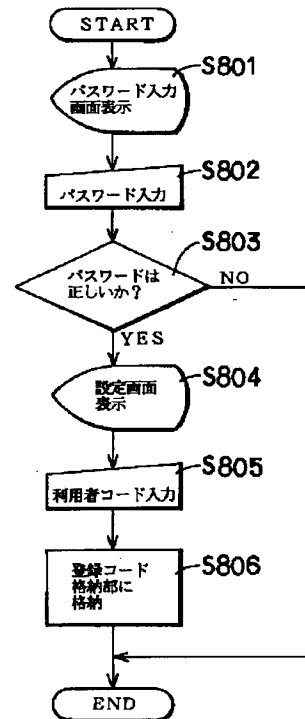 START
S801
パスワード入力
画面表示
S802
パスワード入力
S803
パスワードは
正しいか?
NO
YES
S804
設定画面
表示
S805
利用者コード入力
S806
登録コード
格納部に
格納
END